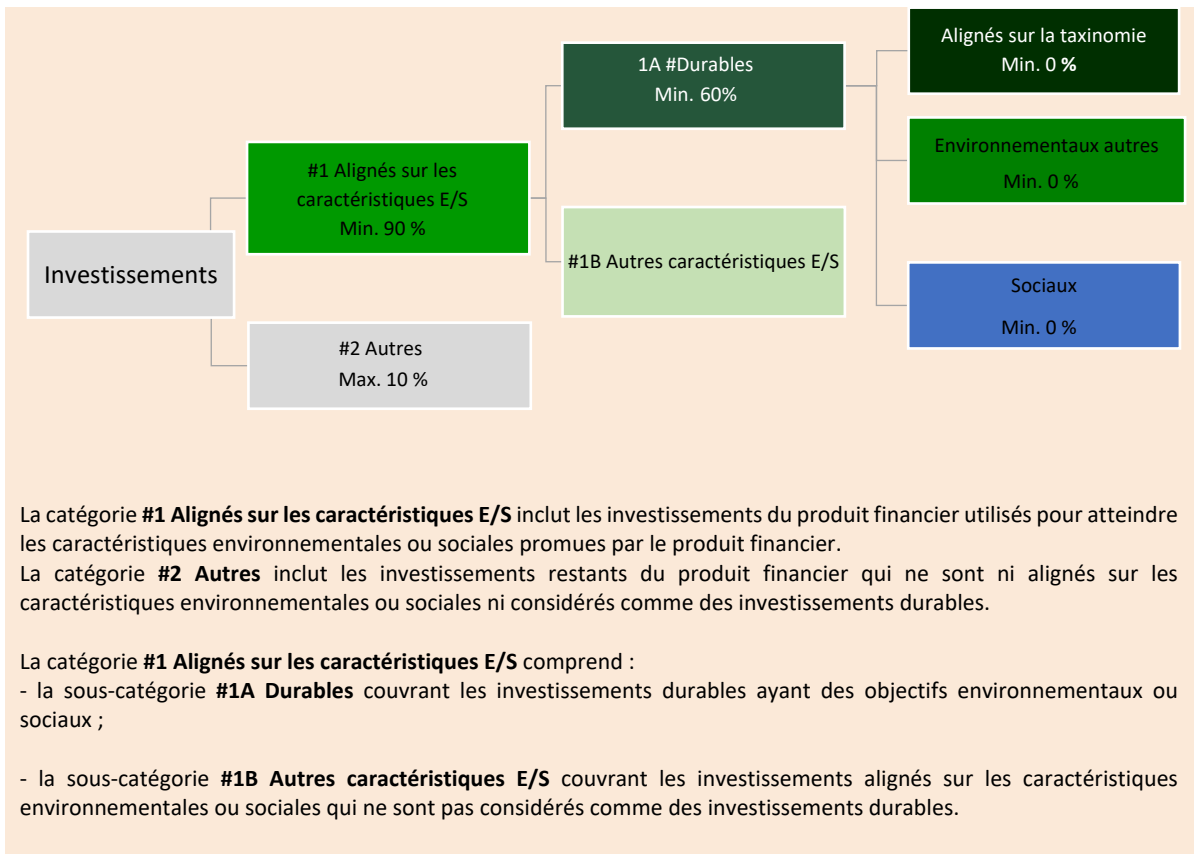 Investissements
#1 Alignés sur les
caractéristiques E/S
Min. 90 %
#2 Autres
Max. 10 %
1A #Durables
Min. 60%
#1B Autres caractéristiques E/S
Alignés sur la taxinomie
Min. 0 %
Environnementaux autres
Min. 0 %
Sociaux
Min. 0 %
La catégorie #1 Alignés sur les caractéristiques E/S inclut les investissements du produit financier utilisés pour atteindre
les caractéristiques environnementales ou sociales promues par le produit financier.
La catégorie #2 Autres inclut les investissements restants du produit financier qui ne sont ni alignés sur les
caractéristiques environnementales ou sociales ni considérés comme des investissements durables.
La catégorie #1 Alignés sur les caractéristiques E/S comprend :
- la sous-catégorie #1A Durables couvrant les investissements durables ayant des objectifs environnementaux ou
sociaux ;
- la sous-catégorie #1B Autres caractéristiques E/S couvrant les investissements alignés sur les caractéristiques
environnementales ou sociales qui ne sont pas considérés comme des investissements durables.